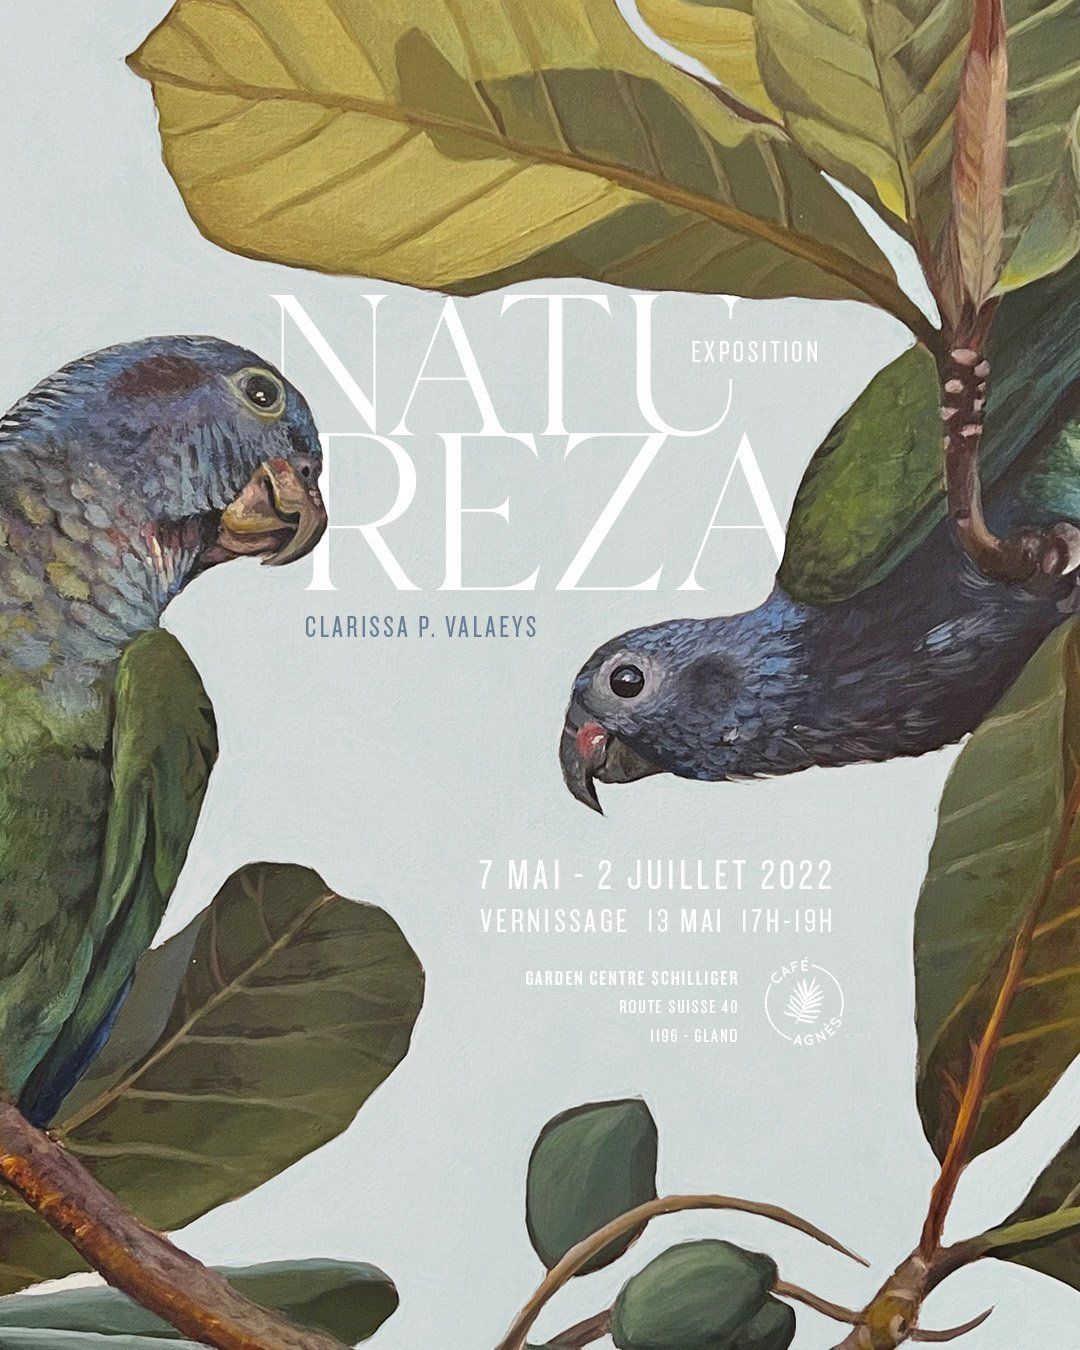 NATU
EXPOSITION
REZA
CLARISSA P. VALAEYS
7 MAI - 2 JUILLET 2022
VERNISSAGE 13 MAI 17H-19H
GARDEN CENTRE SCHILLIGER
ROUTE SUISSE 40
1196 - GLAND
CAFÉ
AGNÈS